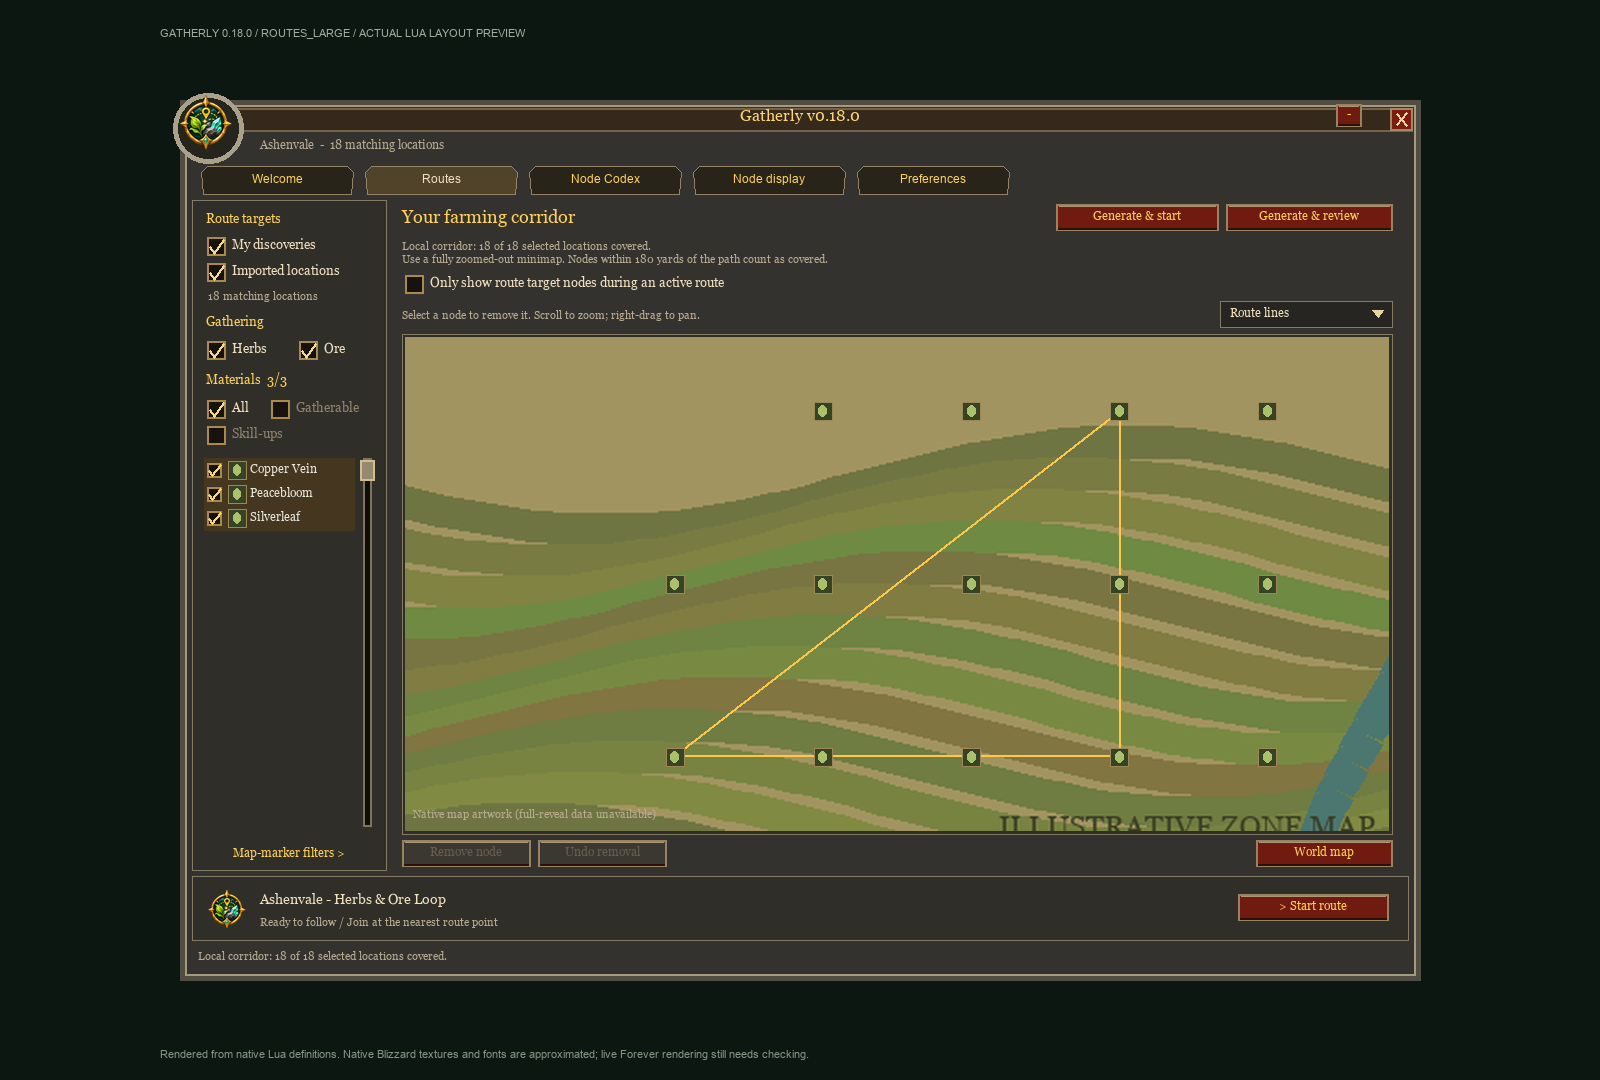 GATHERLY 0.18.0 / ROUTES_LARGE / ACTUAL LUA LAYOUT PREVIEW
Gatherly v0.18.0
-
X
Ashenvale - 18 matching locations
Welcome
Routes
Node Codex
Node display
Preferences
Route targets
My discoveries
Imported locations
18 matching locations
Gathering
Herbs
Ore
Materials 3/3
All
Gatherable
Skill-ups
Copper Vein
Peacebloom
Silverleaf
Map-marker filters >
Your farming corridor
Generate & start
Generate & review
Local corridor: 18 of 18 selected locations covered.
Use a fully zoomed-out minimap. Nodes within 180 yards of the path count as covered.
Only show route target nodes during an active route
Select a node to remove it. Scroll to zoom; right-drag to pan.
Route lines
Native map artwork (full-reveal data unavailable)
ILLUSTRATIVE ZONE MAP
Remove node
Undo removal
World map
Ashenvale - Herbs & Ore Loop
Ready to follow / Join at the nearest route point
> Start route
Local corridor: 18 of 18 selected locations covered.
Rendered from native Lua definitions. Native Blizzard textures and fonts are approximated; live Forever rendering still needs checking.